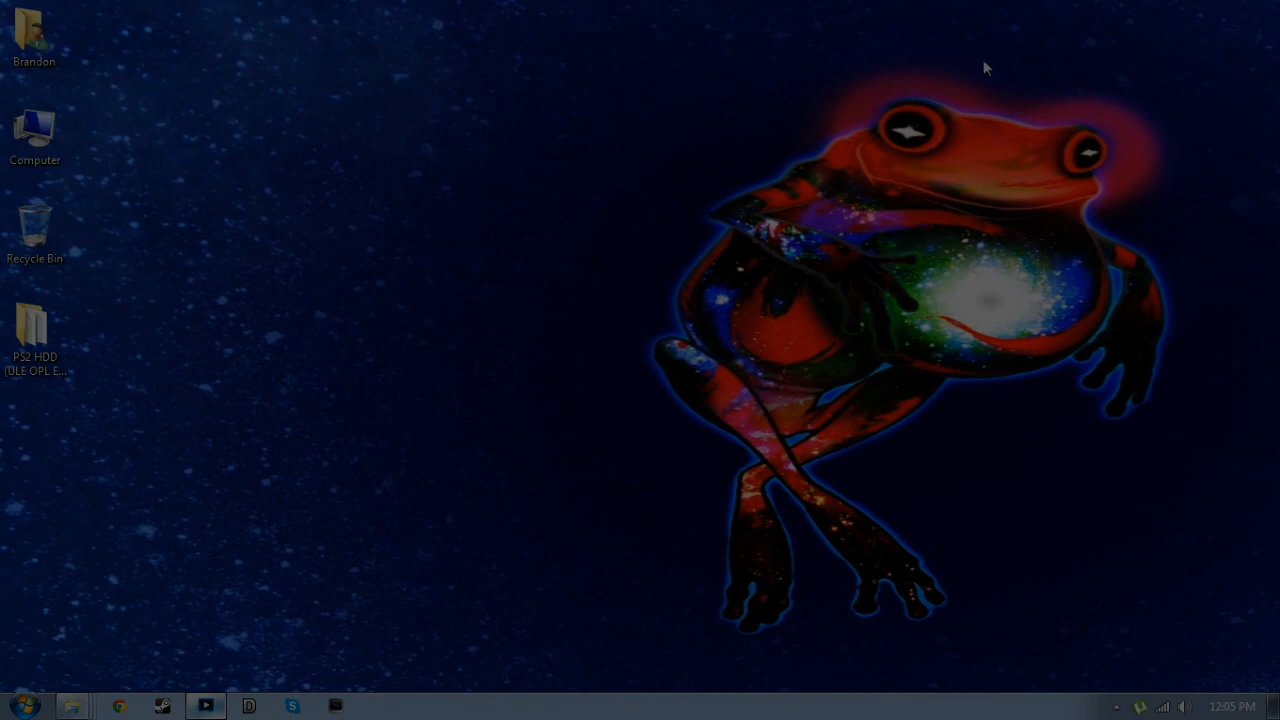 Brandon
Computer
Recycle Bin
PS2 HDD
(ULE OPL E...
12:05 PM